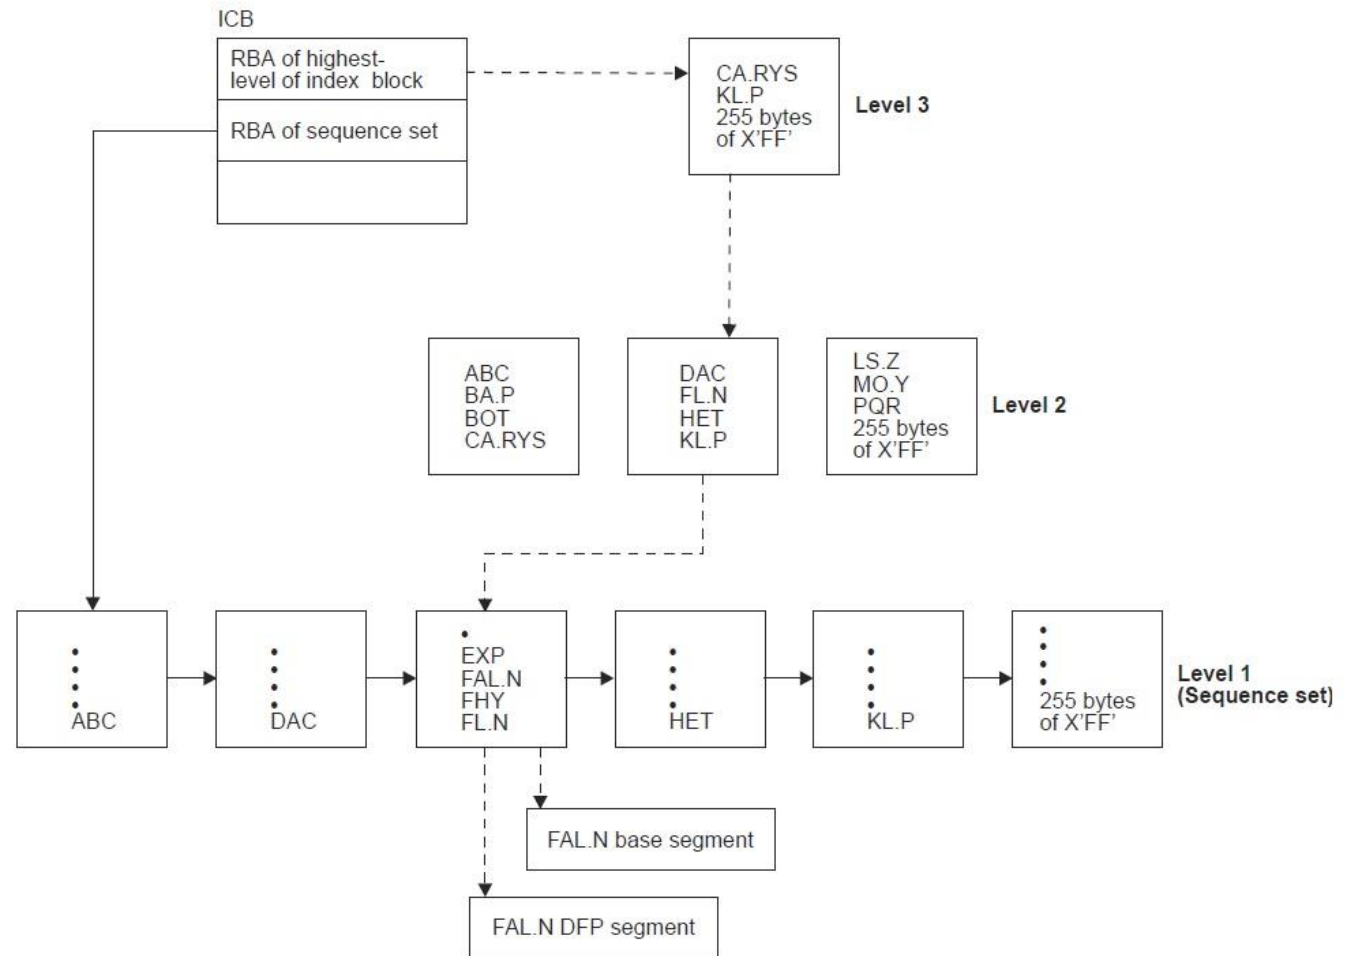 ICB
RBA of highest-
level of index block
RBA of sequence set
CA.RYS
KL.P
255 bytes
of X'FF'
Level 3
ABC
BA.P
BOT
CA.RYS
DAC
FL.N
HET
KL.P
LS.Z
MO.Y
PQR
255 bytes
of X'FF'
Level 2
ABC
DAC
EXP
FAL.N
FHY
FL.N
HET
KL.P
255 bytes
of X'FF'
Level 1
(Sequence set)
FAL.N base segment
FAL.N DFP segment